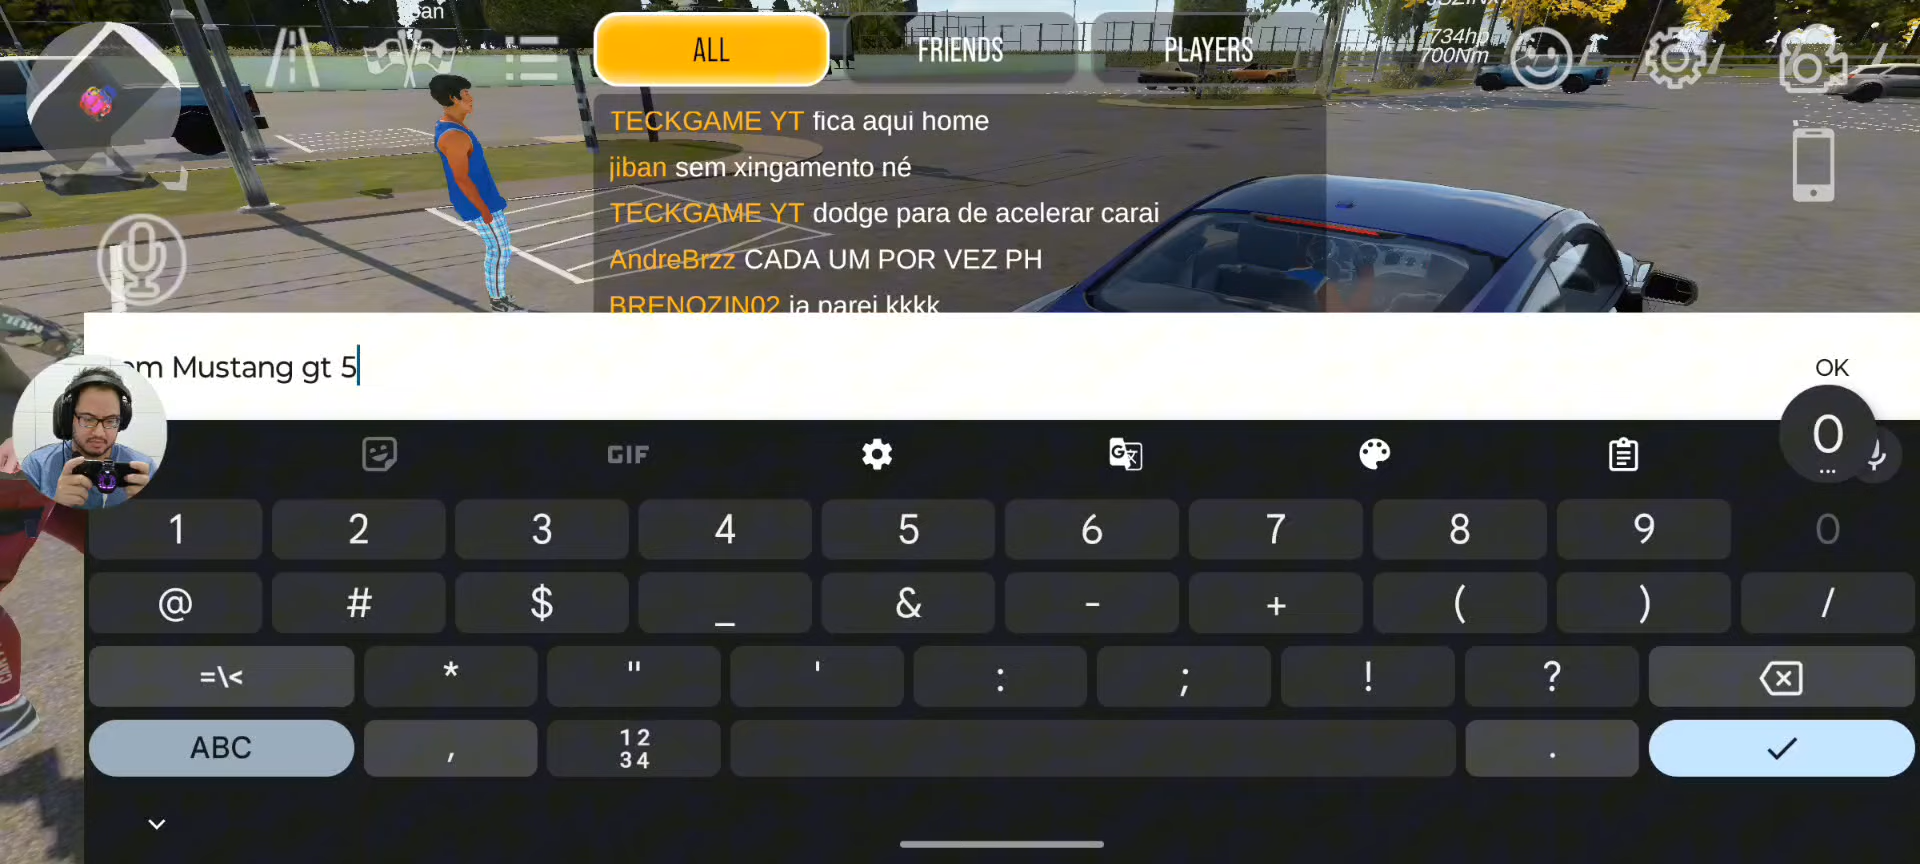 734hp
700Nm
ALL
FRIENDS
PLAYERS
TECKGAME YT fica aqui home
jiban sem xingamento né
TECKGAME YT dodge para de acelerar carai
AndreBrzz CADA UM POR VEZ PH
BRENOZIN02 ja parei kkkk
Mustang gt 5
OK
GIF
0
...
1 2 3 4 5 6 7 8 9 0
@ # $ _ & - + ( ) /
=\< * " ' : ; ! ?
ABC , 12 34 .